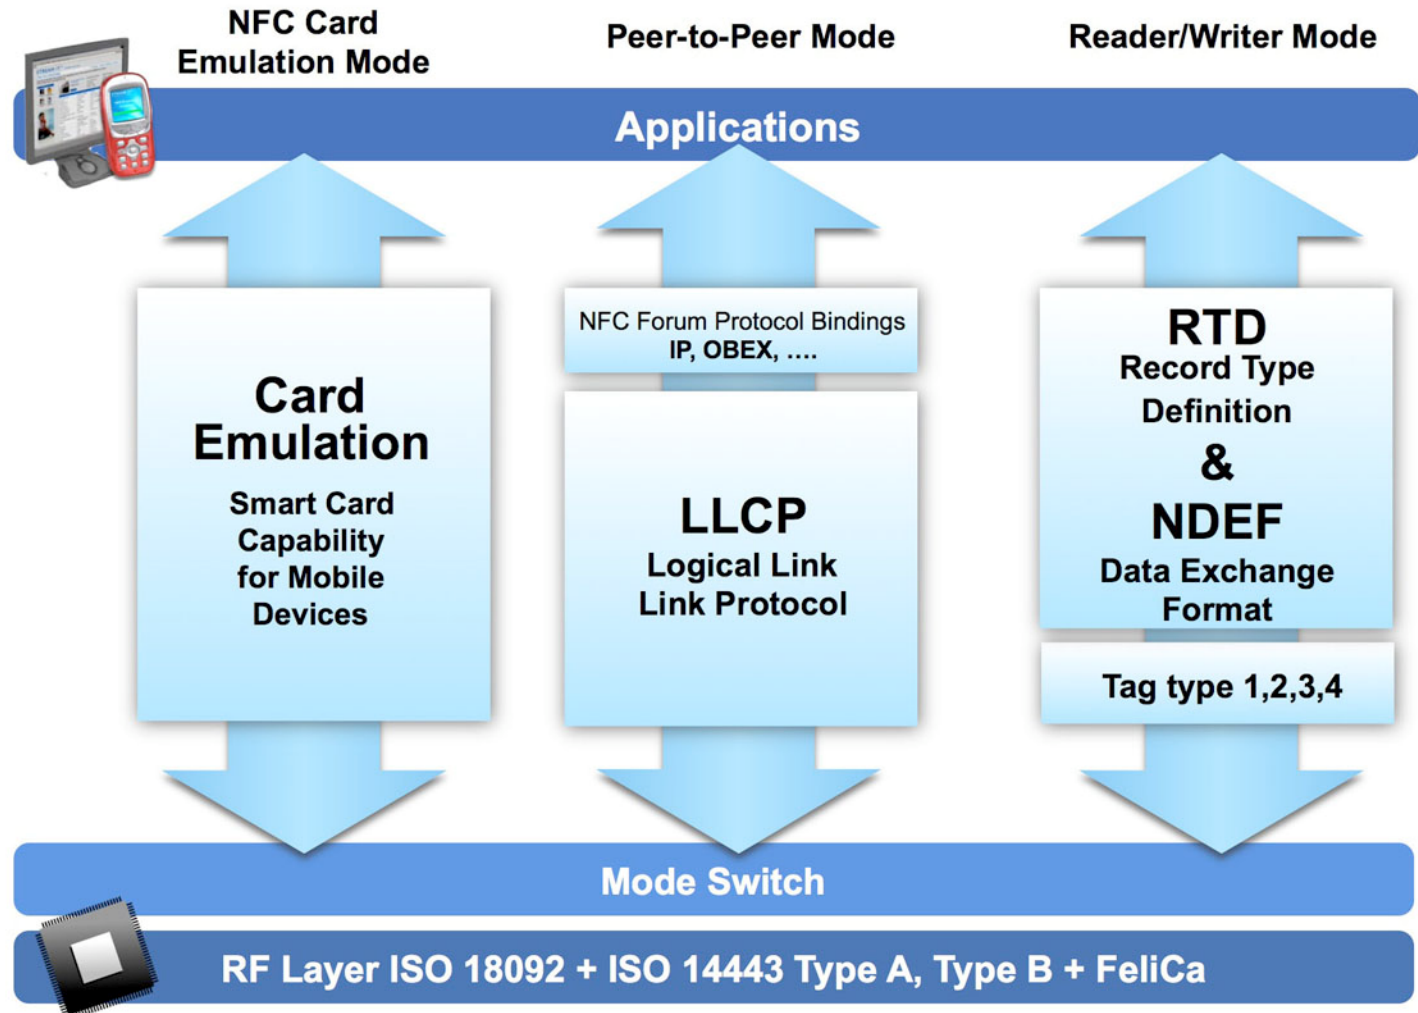 NFC Card
Emulation Mode
Peer-to-Peer Mode
Reader/Writer Mode
Applications
Card
Emulation
Smart Card
Capability
for Mobile
Devices
NFC Forum Protocol Bindings
IP, OBEX, ....
LLCP
Logical Link
Link Protocol
RTD
Record Type
Definition
&
NDEF
Data Exchange
Format
Tag type 1,2,3,4
Mode Switch
RF Layer ISO 18092 + ISO 14443 Type A, Type B + FeliCa